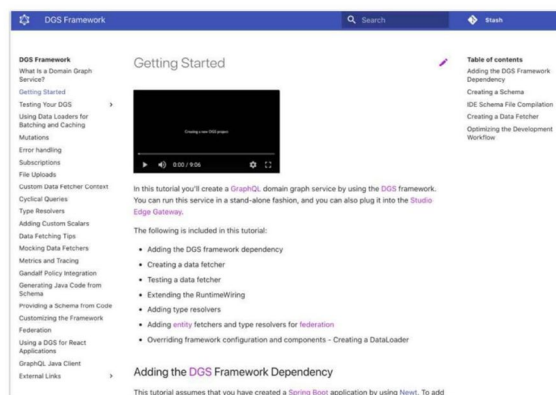 DGS Framework
Search
Stash
DGS Framework
What Is a Domain Graph
Service?
Getting Started
Testing Your DGS
Using Data Loaders for
Batching and Caching
Mutations
Error handling
Subscriptions
File Uploads
Custom Data Fetcher Context
Cyclical Queries
Type Resolvers
Adding Custom Scalars
Data Fetching Tips
Mocking Data Fetchers
Metrics and Tracing
Gandalf Policy Integration
Generating Java Code from
Schema
Providing a Schema from Code
Customizing the Framework
Federation
Using a DGS for React
Applications
GraphQL Java Client
External Links
Getting Started
Creating a new DGS project
0:00 / 9:06
In this tutorial you'll create a GraphQL domain graph service by using the DGS framework.
You can run this service in a stand-alone fashion, and you can also plug it into the Studio
Edge Gateway.
The following is included in this tutorial:
• Adding the DGS framework dependency
• Creating a data fetcher
• Testing a data fetcher
• Extending the RuntimeWiring
• Adding type resolvers
• Adding entity fetchers and type resolvers for federation
• Overriding framework configuration and components - Creating a DataLoader
Adding the DGS Framework Dependency
This tutorial assumes that you have created a Spring Boot application by using Newt. To add
Table of contents
Adding the DGS Framework
Dependency
Creating a Schema
IDE Schema File Compilation
Creating a Data Fetcher
Optimizing the Development
Workflow